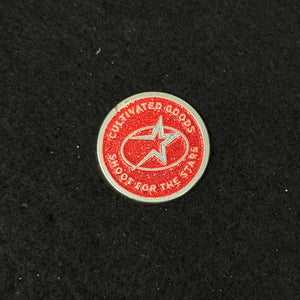 CULTIVATED GOODS
SHOOT FOR THE STARS